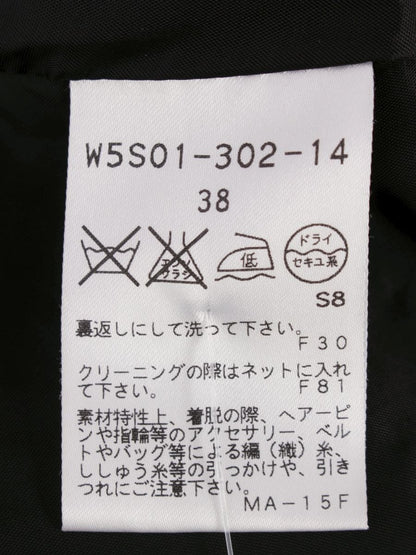 W5S01-302-14
38
エンソ
サラシ
低
ドライ
セキユ系
S8
裏返しにして洗って下さい。
F30
クリーニングの際はネットに入れ
て下さい。 F81
素材特性上、着脱の際、ヘアーピ
ンや指輪等のアクセサリー、ベル
トやバッグ等による編（織）糸、
ししゅう糸等の引っかけや、引き
つれにご注意下さい。
MA-15F